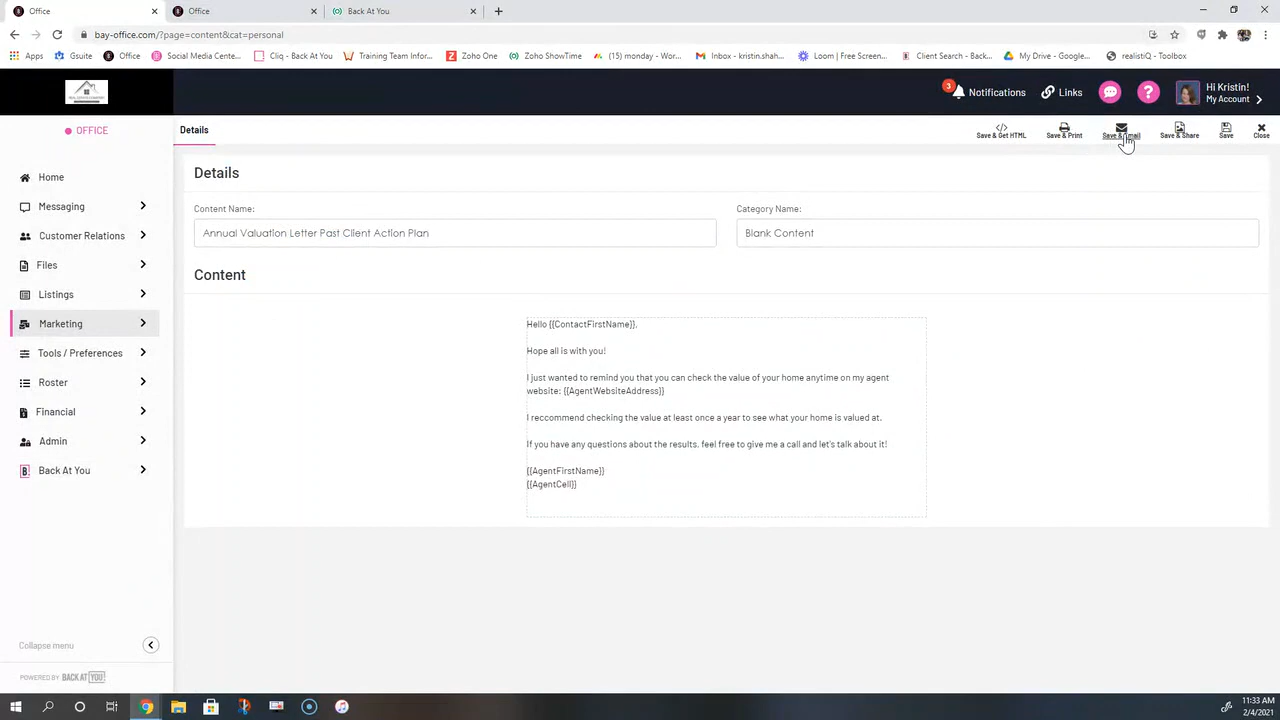 Office
Office
Back At You
bay-office.com/?page=content&cat=personal
Apps
Gsuite
Office
Social Media Cente...
Cliq - Back At You
Training Team Infor...
Zoho One
Zoho ShowTime
(15) monday - Wor...
Inbox - kristin.shah...
Loom | Free Screen...
Client Search - Back...
My Drive - Google...
realistiQ - Toolbox
3
Notifications
Links
Hi Kristin!
My Account
OFFICE
Details
Save & Get HTML
Save & Print
Save & Email
Save & Share
Save
Close
Home
Messaging
Customer Relations
Files
Listings
Marketing
Tools / Preferences
Roster
Financial
Admin
Back At You
Collapse menu
POWERED BY BACK AT YOU
Details
Content Name:
Category Name:
Annual Valuation Letter Past Client Action Plan
Blank Content
Content
Hello {{ContactFirstName}},
Hope all is with you!
I just wanted to remind you that you can check the value of your home anytime on my agent
website: {{AgentWebsiteAddress}}
I reccommend checking the value at least once a year to see what your home is valued at.
If you have any questions about the results, feel free to give me a call and let's talk about it!
{{AgentFirstName}}
{{AgentCell}}
11:33 AM
2/4/2021